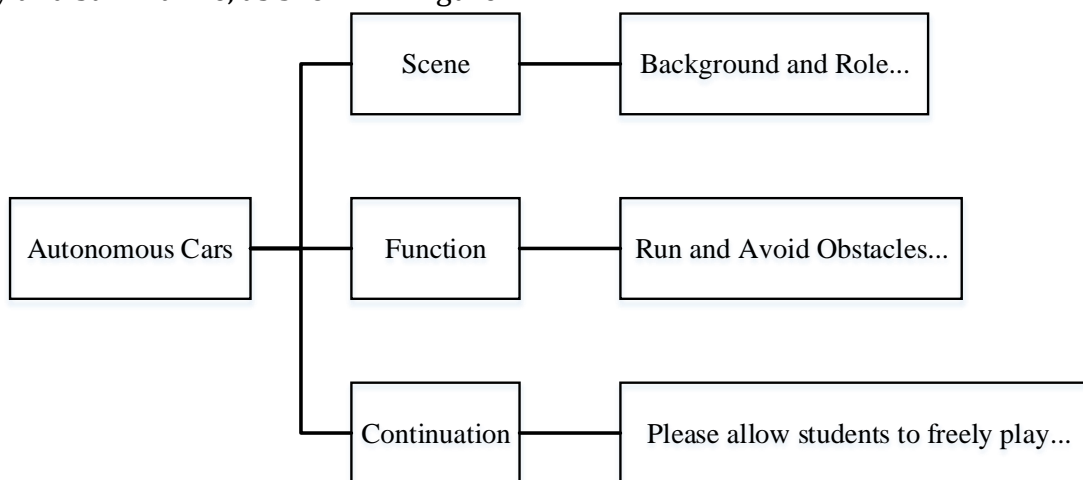 Scene
Background and Role...
Autonomous Cars
Function
Run and Avoid Obstacles...
Continuation
Please allow students to freely play...